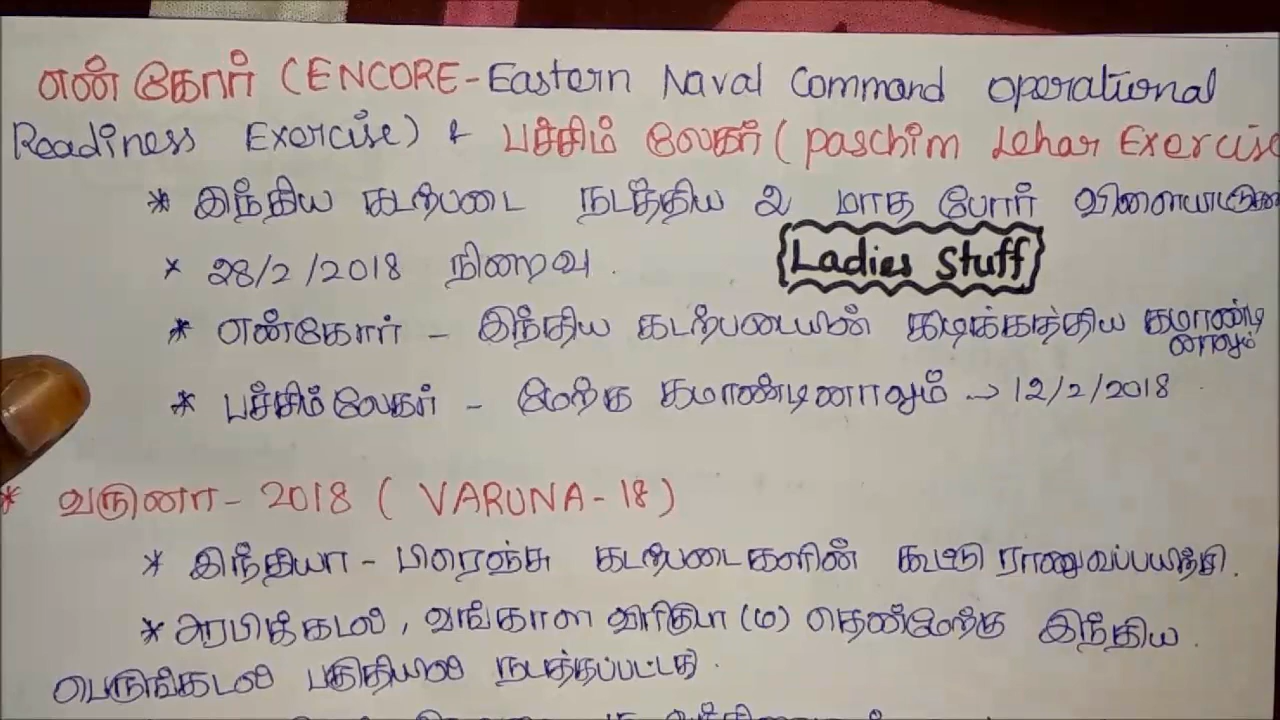 என்கோர் (ENCORE-Eastern Naval Command Operational
Readiness Exercise) & பச்சிம் லேகர் (paschim Lehar Exercise
* இந்திய கடற்படை நடத்திய 2 மாத போர்
* 28/2/2018 நிறைவு.
Ladies Stuff
* என்கோர் - இந்திய கடற்படையின் கிழக்கத்திய கமாண்டி
னாலும்
* பச்சிம்லேகர் - மேற்கு கமாண்டினாலும் → 12/2/2018
* வருனா - 2018 ( VARUNA - 18 )
* இந்தியா - பிரெஞ்சு கடற்படைகளின் கூட்டு ராணுவப்பயிற்சி.
* அரபிக்கடல், வங்காள விரிகுடா (ம) தென்மேற்கு இந்திய
பெருங்கடல் பகுதியில் நடத்தப்பட்டது.